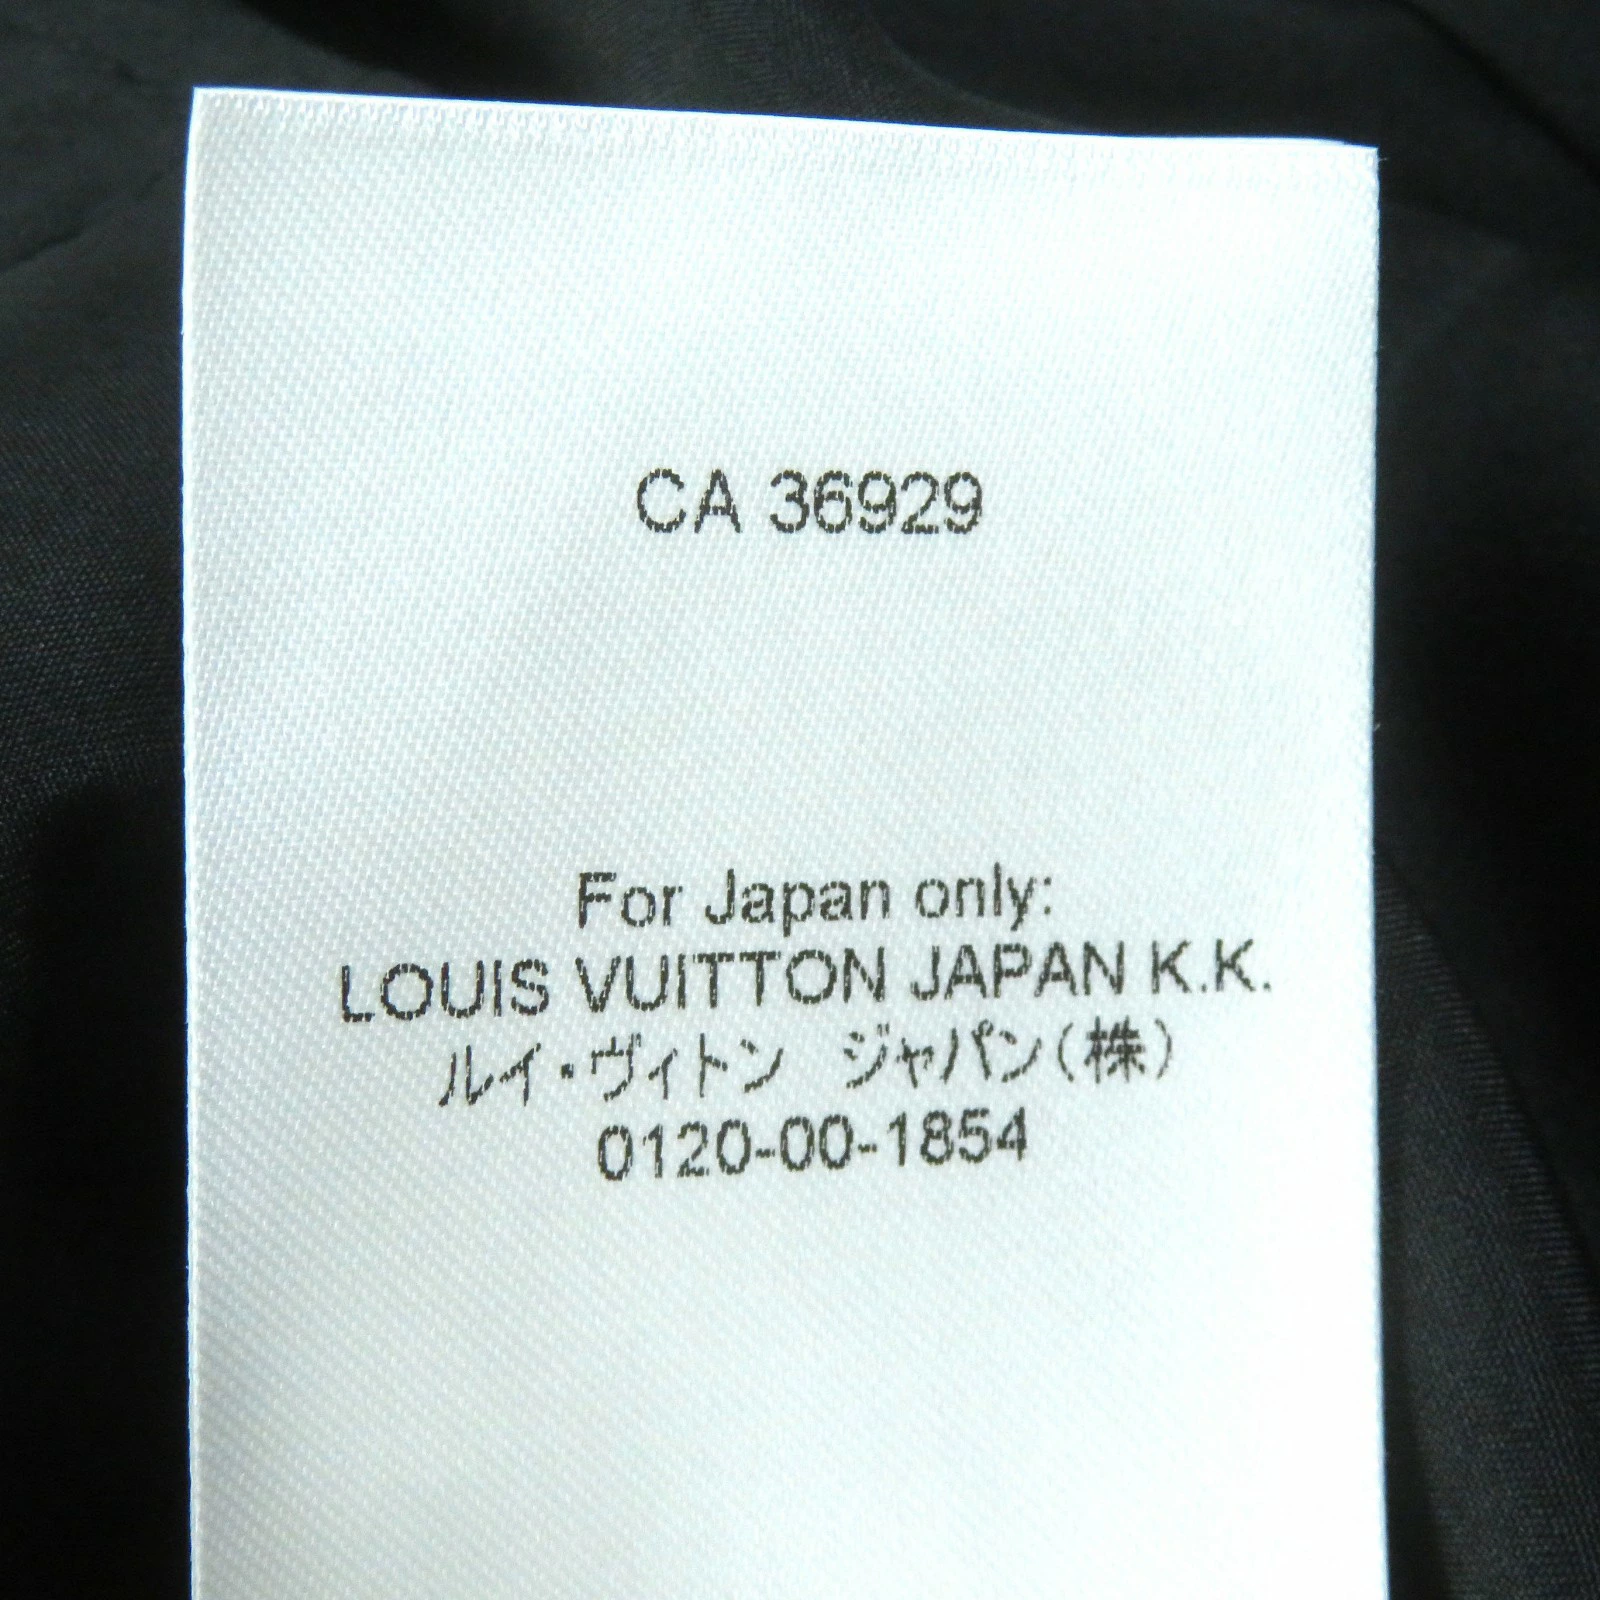 CA 36929
For Japan only:
LOUIS VUITTON JAPAN K.K.
ルイ・ヴィトン　ジャパン(株)
0120-00-1854